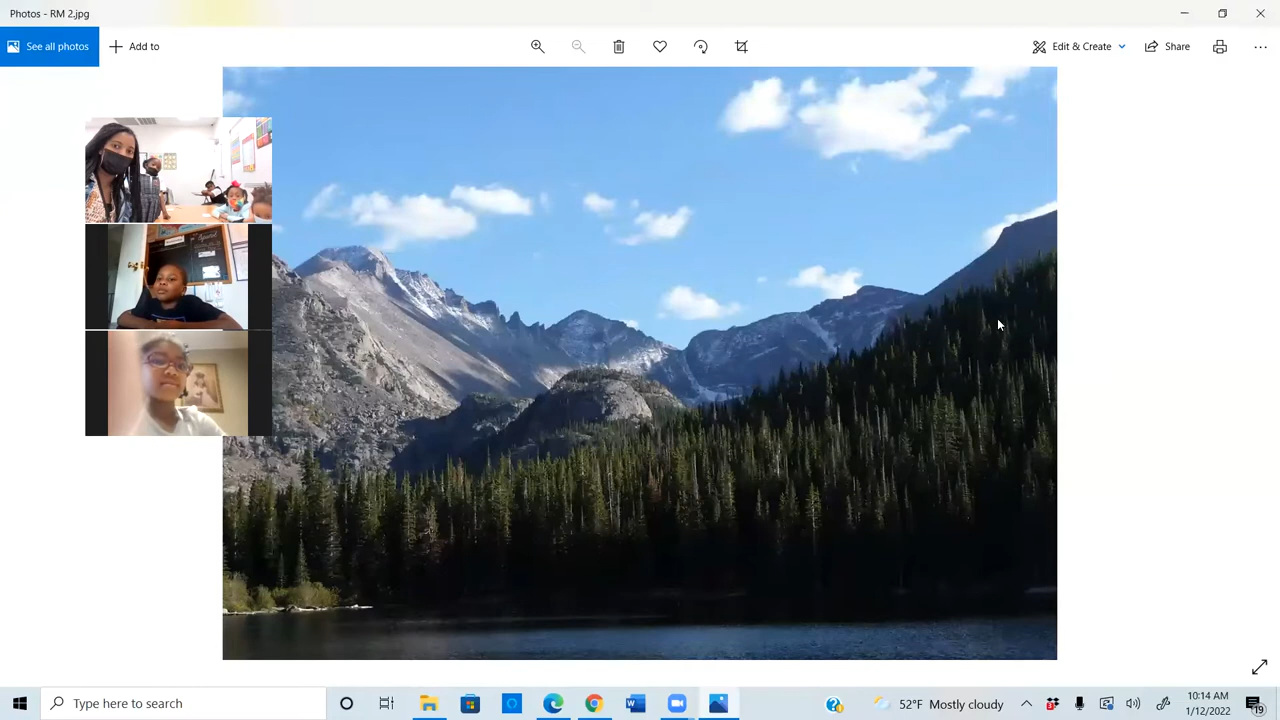 Photos - RM 2.jpg
See all photos
Add to
Edit & Create
Share
Type here to search
52°F Mostly cloudy
10:14 AM
1/12/2022
19